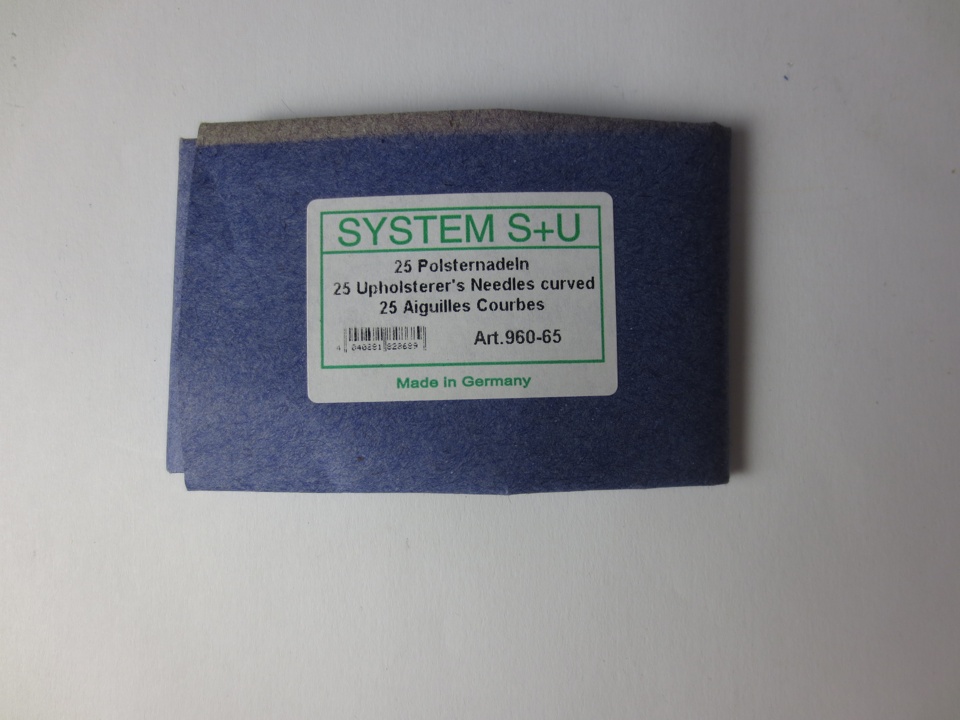 SYSTEM S+U
25 Polsternadeln
25 Upholsterer's Needles curved
25 Aiguilles Courbes
Art.960-65
Made in Germany